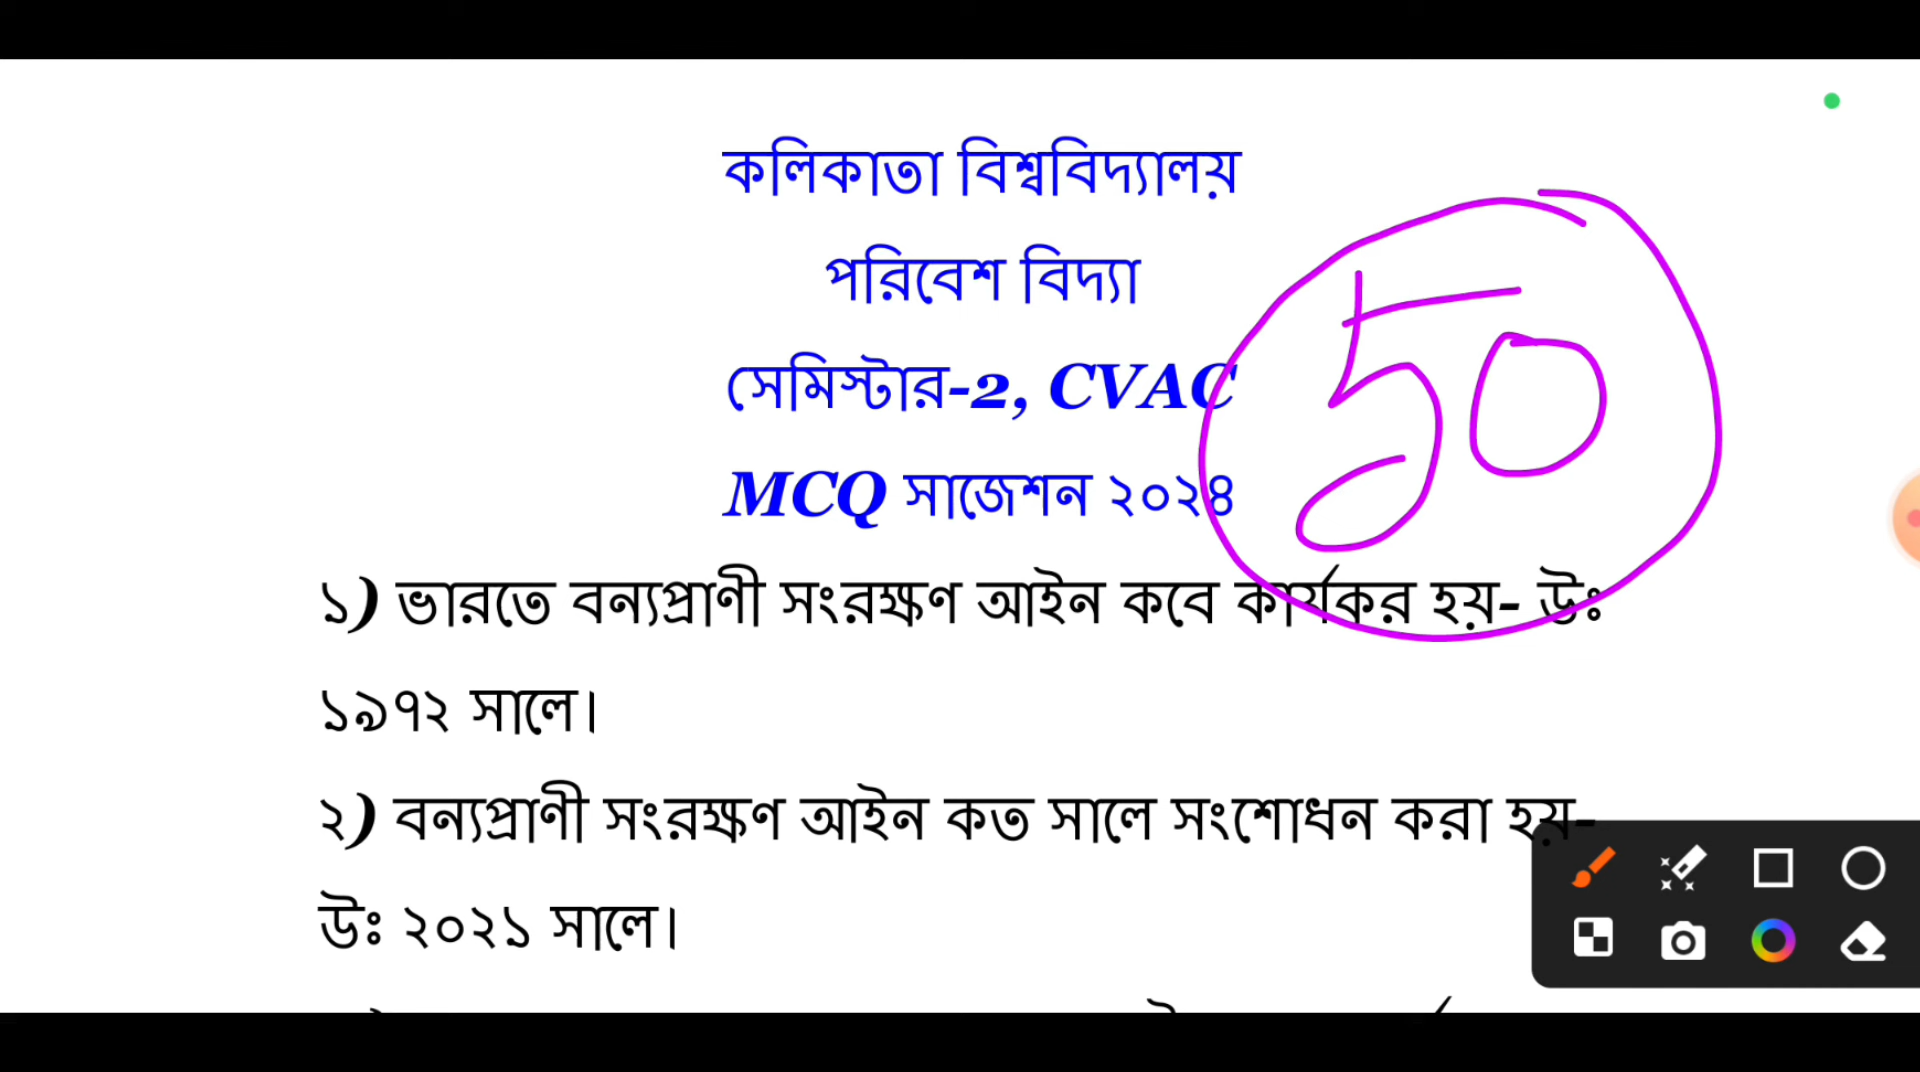 কলিকাতা বিশ্ববিদ্যালয়
পরিবেশ বিদ্যা
সেমিস্টার-2, CVAC
MCQ সাজেশন ২০২৪
50
১) ভারতে বন্যপ্রাণী সংরক্ষণ আইন কবে কার্যকর হয়- উঃ
১৯৭২ সালে।
২) বন্যপ্রাণী সংরক্ষণ আইন কত সালে সংশোধন করা হয়-
উঃ ২০২১ সালে।